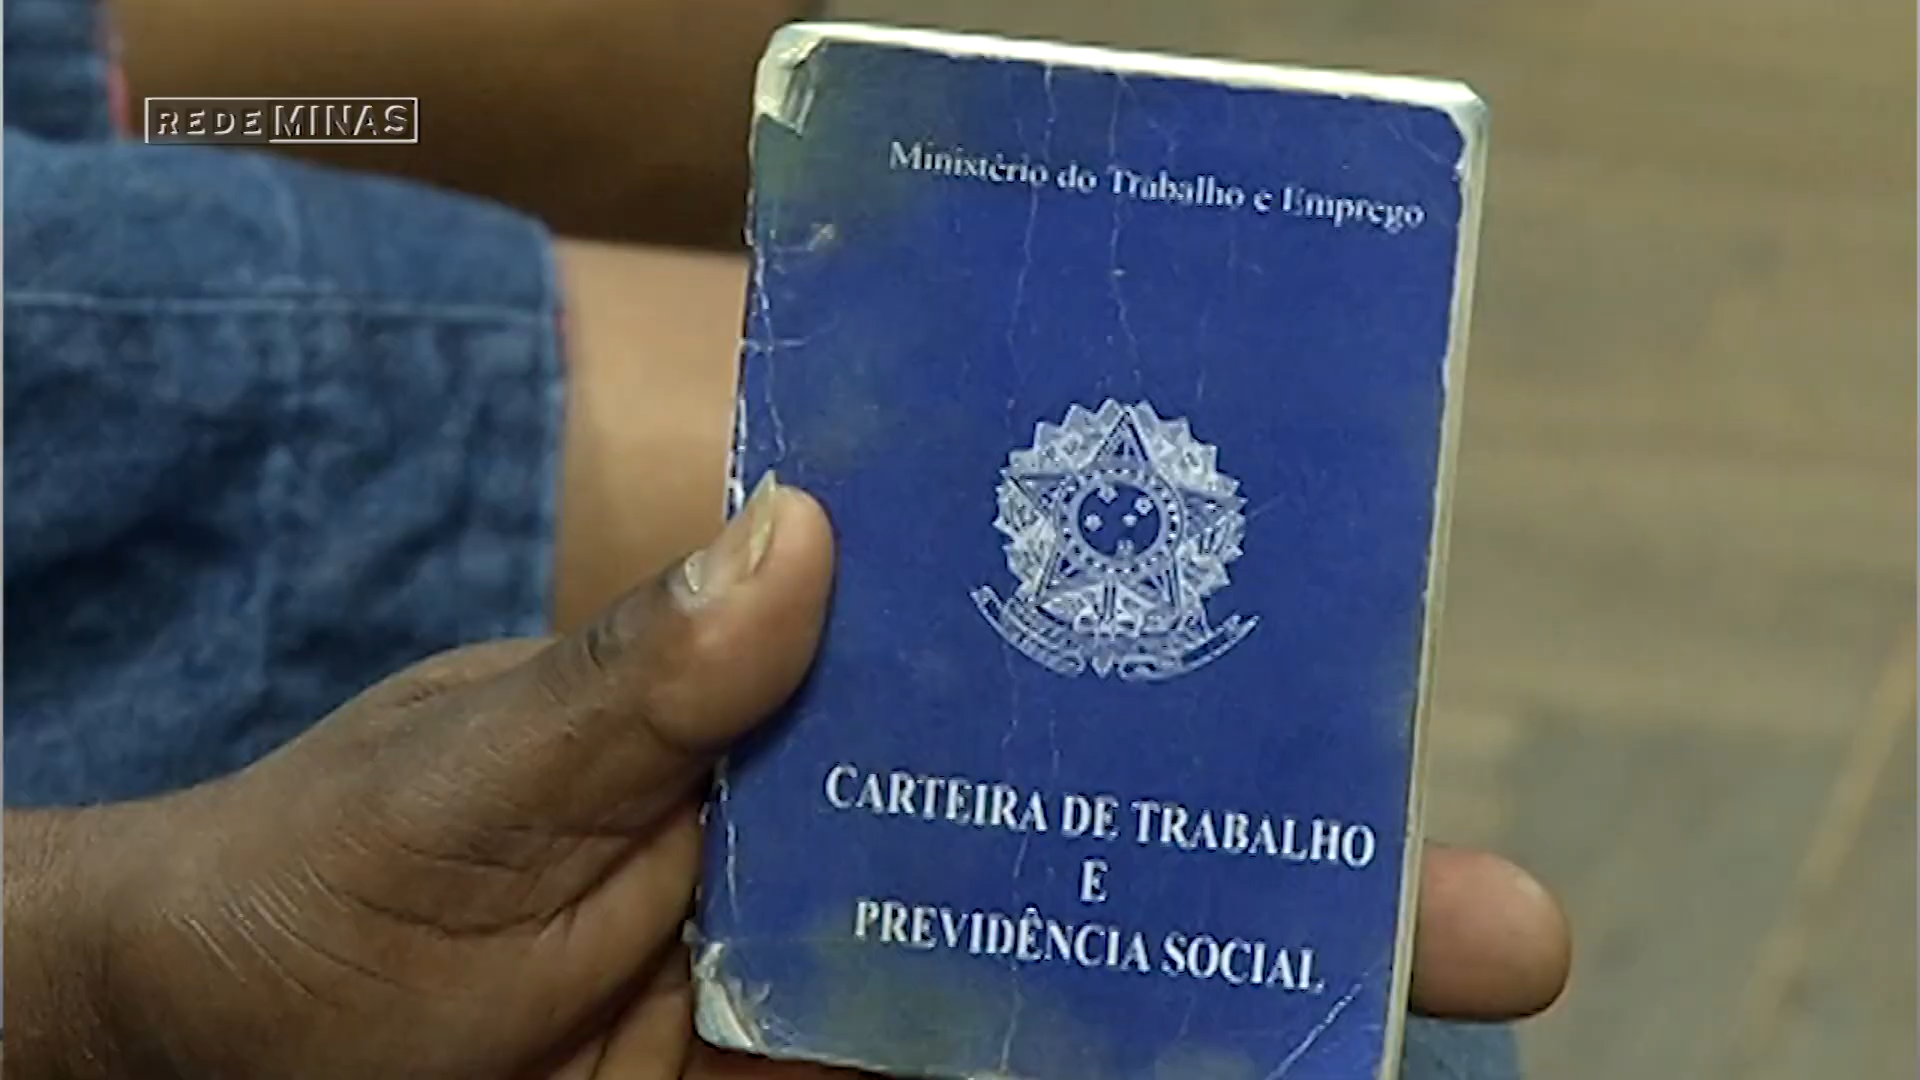 REDE MINAS
Ministério do Trabalho e Emprego
CARTEIRA DE TRABALHO
E
PREVIDÊNCIA SOCIAL